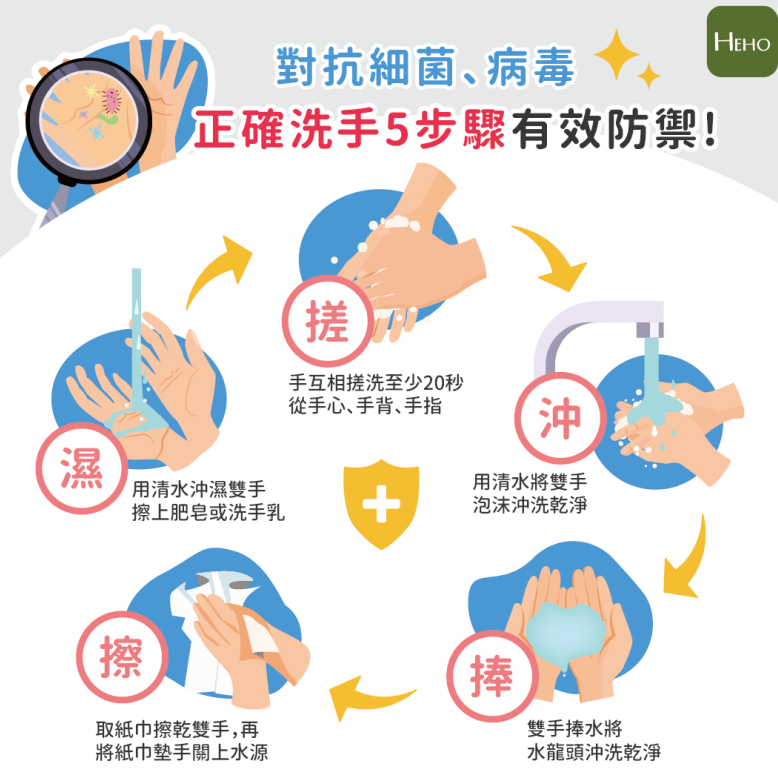 HEHO
對抗細菌、病毒
正確洗手5步驟有效防禦!
濕
用清水沖濕雙手
擦上肥皂或洗手乳
搓
手互相搓洗至少20秒
從手心、手背、手指
沖
用清水將雙手
泡沫沖洗乾淨
捧
雙手捧水將
水龍頭沖洗乾淨
擦
取紙巾擦乾雙手,再
將紙巾墊手關上水源